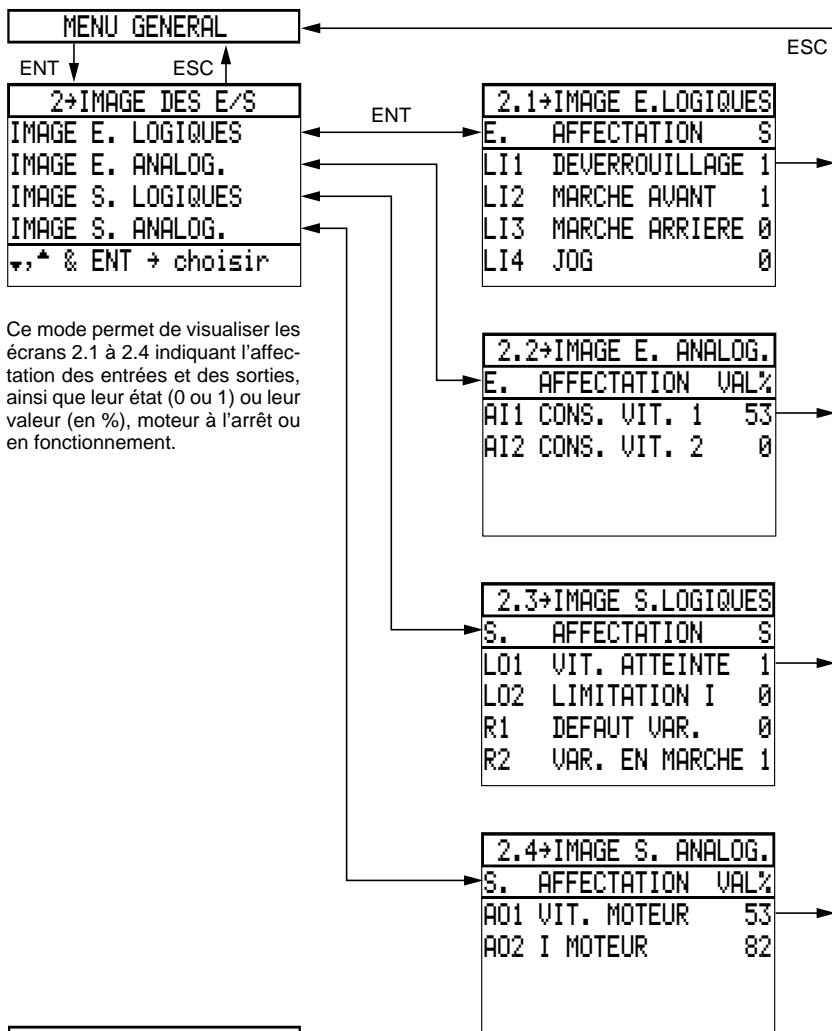 MENU GENERAL
ESC
ENT
ESC
2→IMAGE DES E/S
IMAGE E. LOGIQUES
IMAGE E. ANALOG.
IMAGE S. LOGIQUES
IMAGE S. ANALOG.
▾,▴ & ENT → choisir
Ce mode permet de visualiser les
écrans 2.1 à 2.4 indiquant l'affec-
tation des entrées et des sorties,
ainsi que leur état (0 ou 1) ou leur
valeur (en %), moteur à l'arrêt ou
en fonctionnement.
ENT
2.1→IMAGE E.LOGIQUES
E. AFFECTATION S
LI1 DEVERROUILLAGE 1
LI2 MARCHE AVANT 1
LI3 MARCHE ARRIERE 0
LI4 JOG 0
2.2→IMAGE E. ANALOG.
E. AFFECTATION VAL%
AI1 CONS. VIT. 1 53
AI2 CONS. VIT. 2 0
2.3→IMAGE S.LOGIQUES
S. AFFECTATION S
LO1 VIT. ATTEINTE 1
LO2 LIMITATION I 0
R1 DEFAUT VAR. 0
R2 VAR. EN MARCHE 1
2.4→IMAGE S. ANALOG.
S. AFFECTATION VAL%
AO1 VIT. MOTEUR 53
AO2 I MOTEUR 82